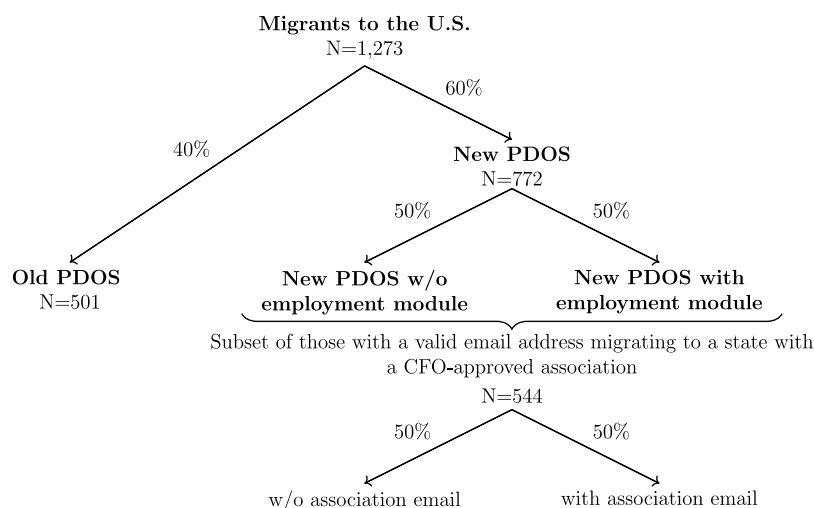 Migrants to the U.S.
N=1,273
60%
40%
New PDOS
N=772
50%
50%
Old PDOS
N=501
New PDOS w/o
employment module
New PDOS with
employment module
Subset of those with a valid email address migrating to a state with
a CFO-approved association
N=544
50%
50%
w/o association email
with association email